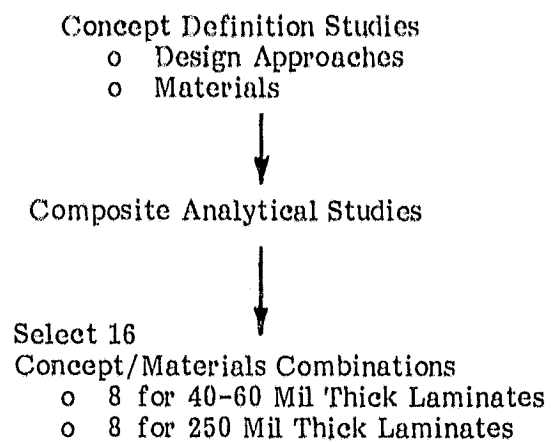 Concept Definition Studies
o Design Approaches
o Materials
Composite Analytical Studies
Select 16
Concept/Materials Combinations
o 8 for 40-60 Mil Thick Laminates
o 8 for 250 Mil Thick Laminates